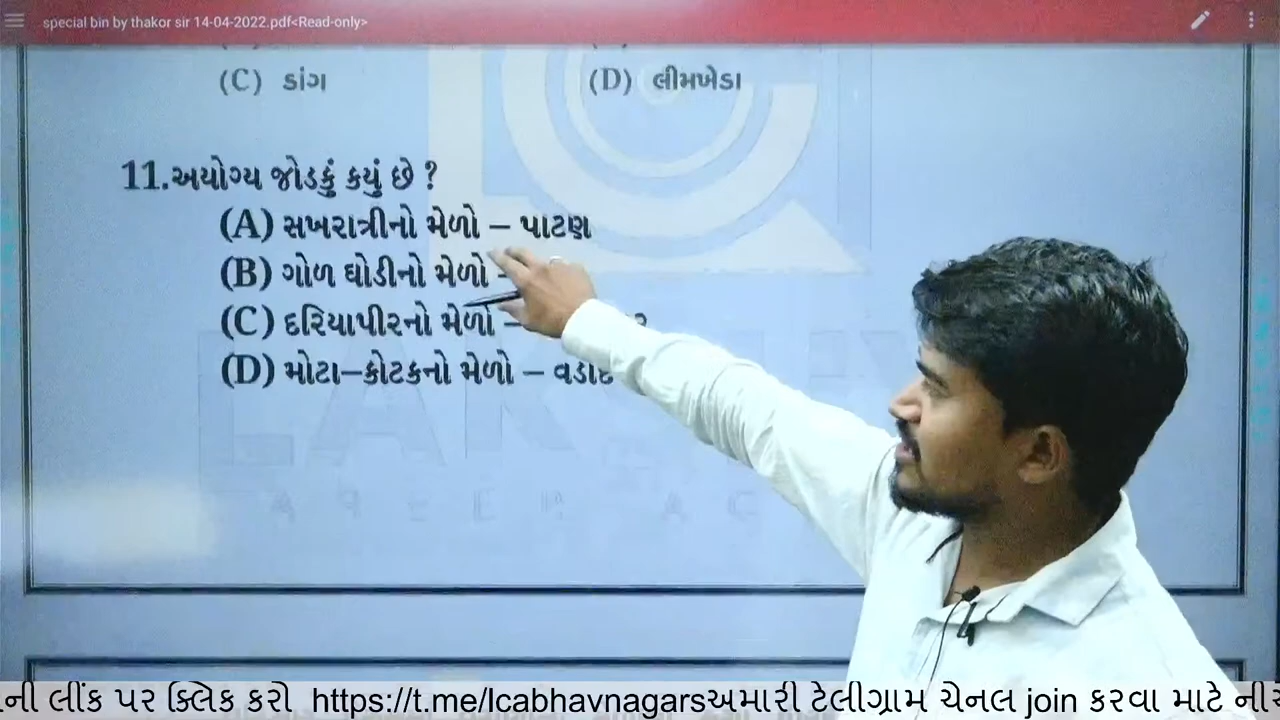 special bin by thakor sir 14-04-2022.pdf<Read-only>
(C) ડાંગ (D) લીમખેડા
11.અયોગ્ય જોડકું કયું છે ?
(A) સખરાત્રીનો મેળો – પાટણ
(B) ગોળ ઘોડીનો મેળો -
(C) દરિયાપીરનો મેળો –
(D) મોટા–કોટકનો મેળો –
ની લીંક પર ક્લિક કરો https://t.me/lcabhavnagarsઅમારી ટેલીગ્રામ ચેનલ join કરવા માટે